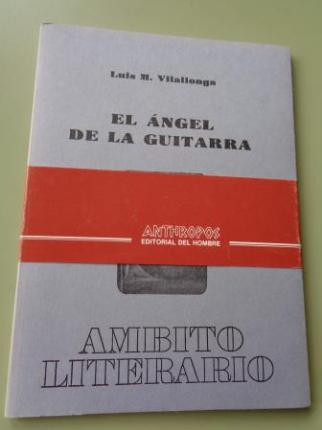 Luis M. Vilallonga
EL ÁNGEL
DE LA GUITARRA
ANTHROPOS
EDITORIAL DEL HOMBRE
AMBITO
LITERARIO